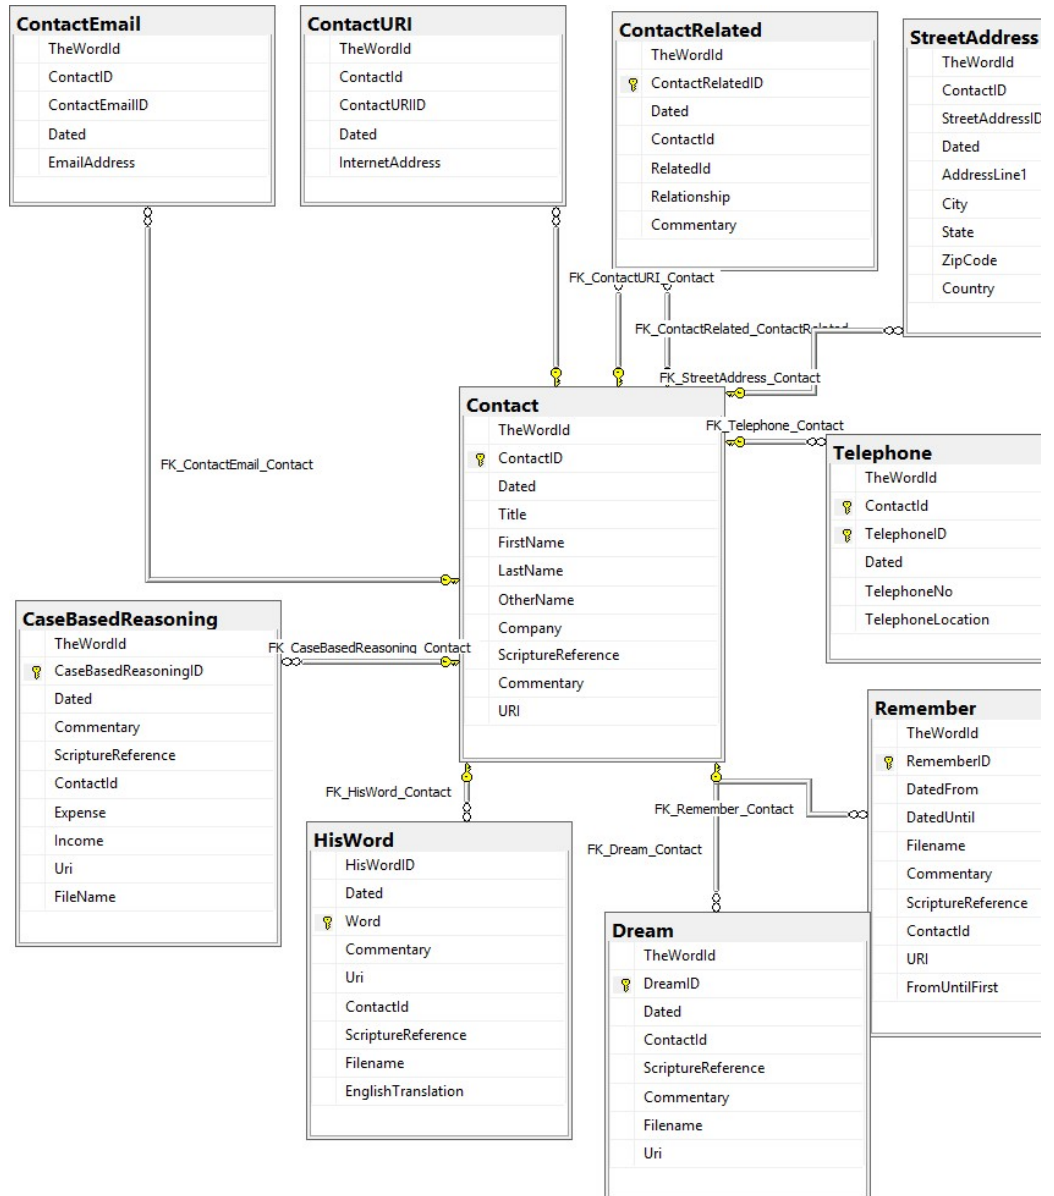 ContactEmail
TheWordId
ContactID
ContactEmailID
Dated
EmailAddress
ContactURI
TheWordId
ContactId
ContactURIID
Dated
InternetAddress
ContactRelated
TheWordId
ContactRelatedID
Dated
ContactId
RelatedId
Relationship
Commentary
StreetAddress
TheWordId
ContactID
StreetAddressID
Dated
AddressLine1
City
State
ZipCode
Country
FK_ContactURI_Contact
FK_ContactRelated_ContactRelated
FK_StreetAddress_Contact
FK_Telephone_Contact
FK_ContactEmail_Contact
Contact
TheWordId
ContactID
Dated
Title
FirstName
LastName
OtherName
Company
ScriptureReference
Commentary
URI
Telephone
TheWordId
ContactId
TelephoneID
Dated
TelephoneNo
TelephoneLocation
CaseBasedReasoning
TheWordId
CaseBasedReasoningID
Dated
Commentary
ScriptureReference
ContactId
Expense
Income
Uri
FileName
FK_CaseBasedReasoning_Contact
Remember
TheWordId
RememberID
DatedFrom
DatedUntil
Filename
Commentary
ScriptureReference
ContactId
URI
FromUntilFirst
FK_HisWord_Contact
FK_Remember_Contact
FK_Dream_Contact
HisWord
HisWordID
Dated
Word
Commentary
Uri
ContactId
ScriptureReference
Filename
EnglishTranslation
Dream
TheWordId
DreamID
Dated
ContactId
ScriptureReference
Commentary
Filename
Uri